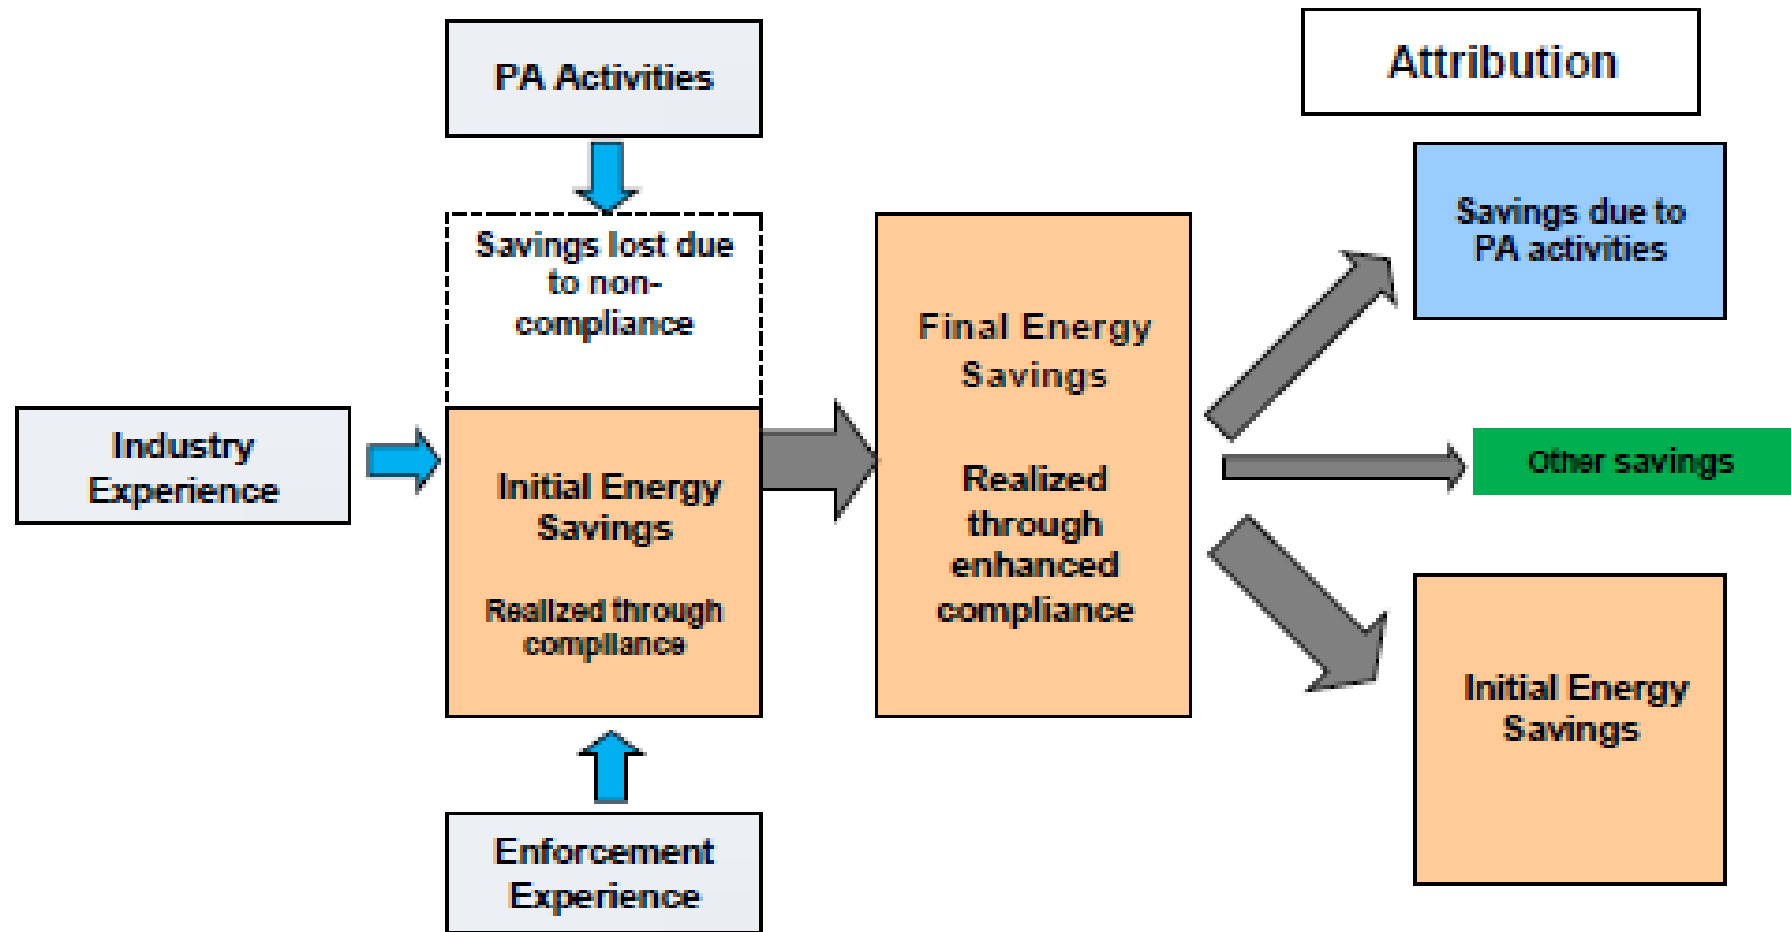 PA Activities
Attribution
Savings lost due
to non-
compliance
Savings due to
PA activities
Industry
Experience
Initial Energy
Savings
Realized through
compliance
Final Energy
Savings
Realized
through
enhanced
compliance
Other savings
Initial Energy
Savings
Enforcement
Experience